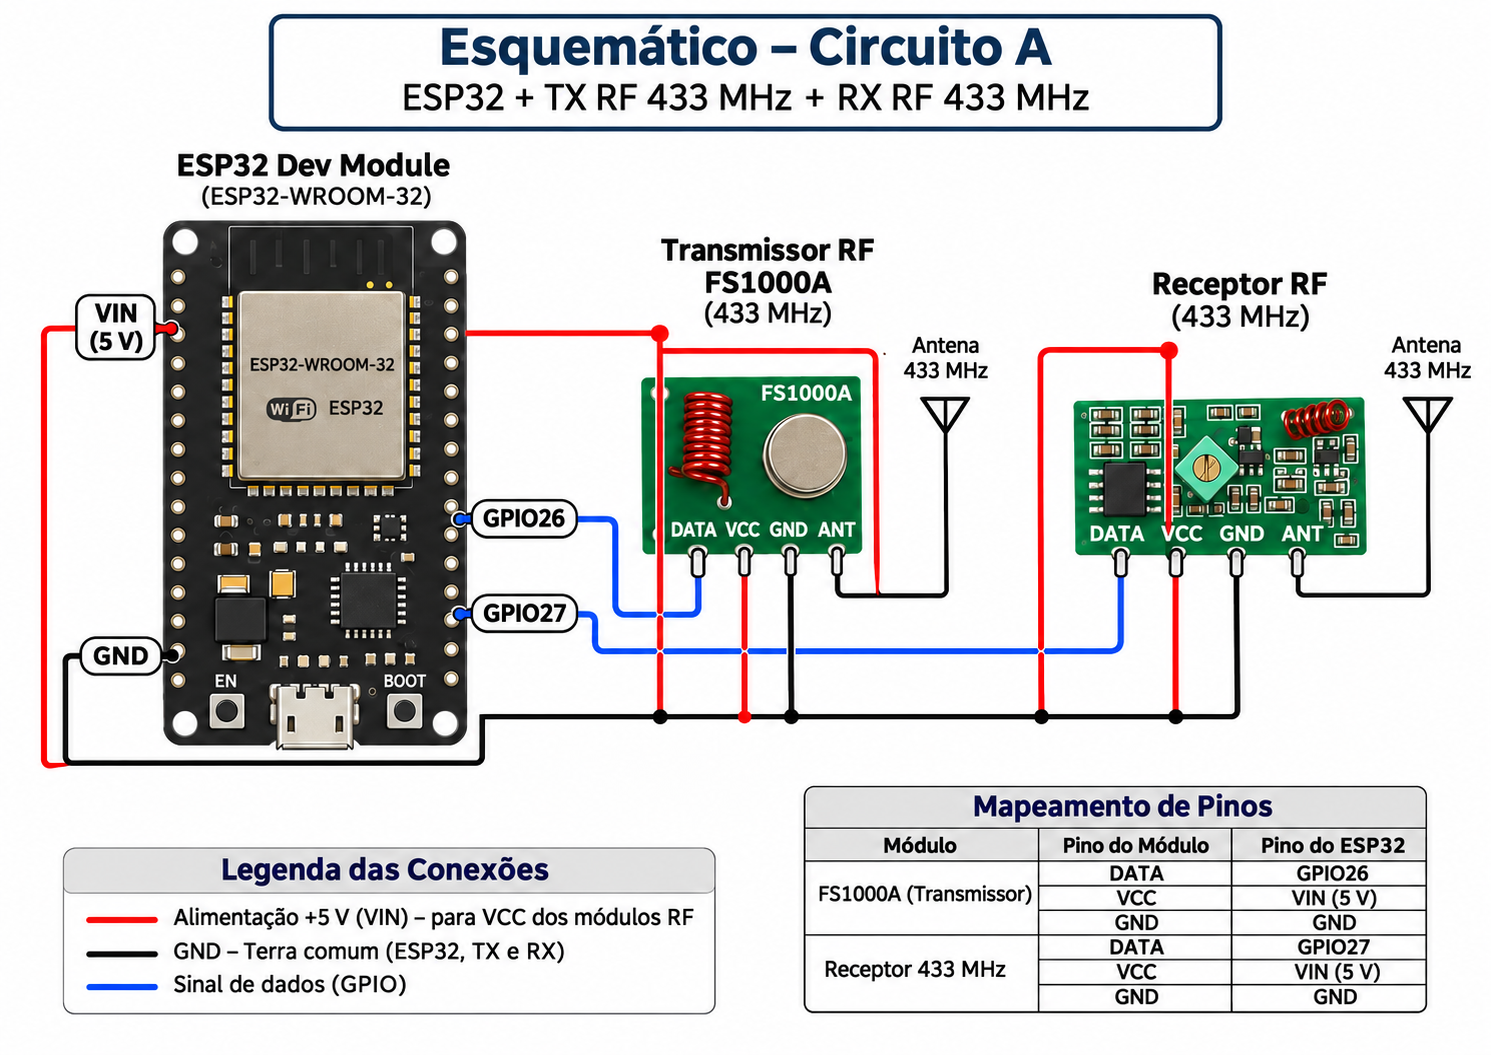 Esquemático – Circuito A
ESP32 + TX RF 433 MHz + RX RF 433 MHz
ESP32 Dev Module
(ESP32-WROOM-32)
VIN
(5 V)
ESP32-WROOM-32
WiFi ESP32
GPIO26
GPIO27
GND
EN
BOOT
Transmissor RF
FS1000A
(433 MHz)
FS1000A
DATA VCC GND ANT
Antena
433 MHz
Receptor RF
(433 MHz)
DATA VCC GND ANT
Antena
433 MHz
Legenda das Conexões
Alimentação +5 V (VIN) – para VCC dos módulos RF
GND – Terra comum (ESP32, TX e RX)
Sinal de dados (GPIO)
Mapeamento de Pinos
Módulo Pino do Módulo Pino do ESP32
FS1000A (Transmissor) DATA GPIO26
VCC VIN (5 V)
GND GND
Receptor 433 MHz DATA GPIO27
VCC VIN (5 V)
GND GND